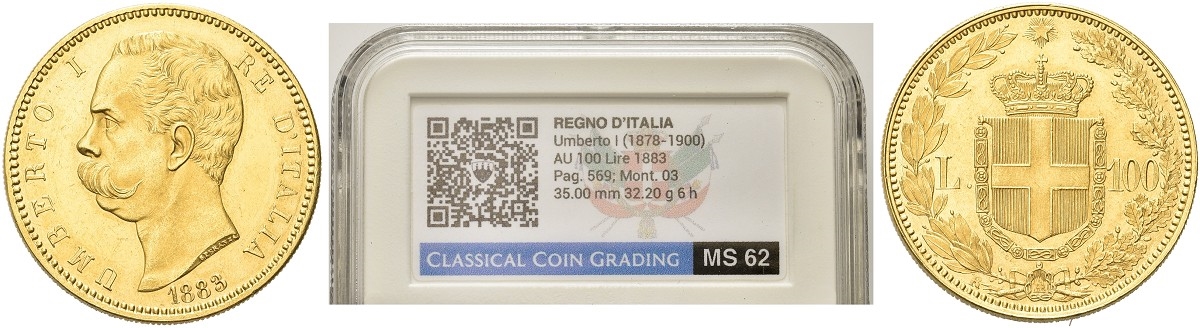 UMBERTO I RE D'ITALIA
1883
REGNO D'ITALIA
Umberto I (1878-1900)
AU 100 Lire 1883
Pag. 569; Mont. 03
35.00 mm 32.20 g 6 h
CLASSICAL COIN GRADING MS 62
L. 100